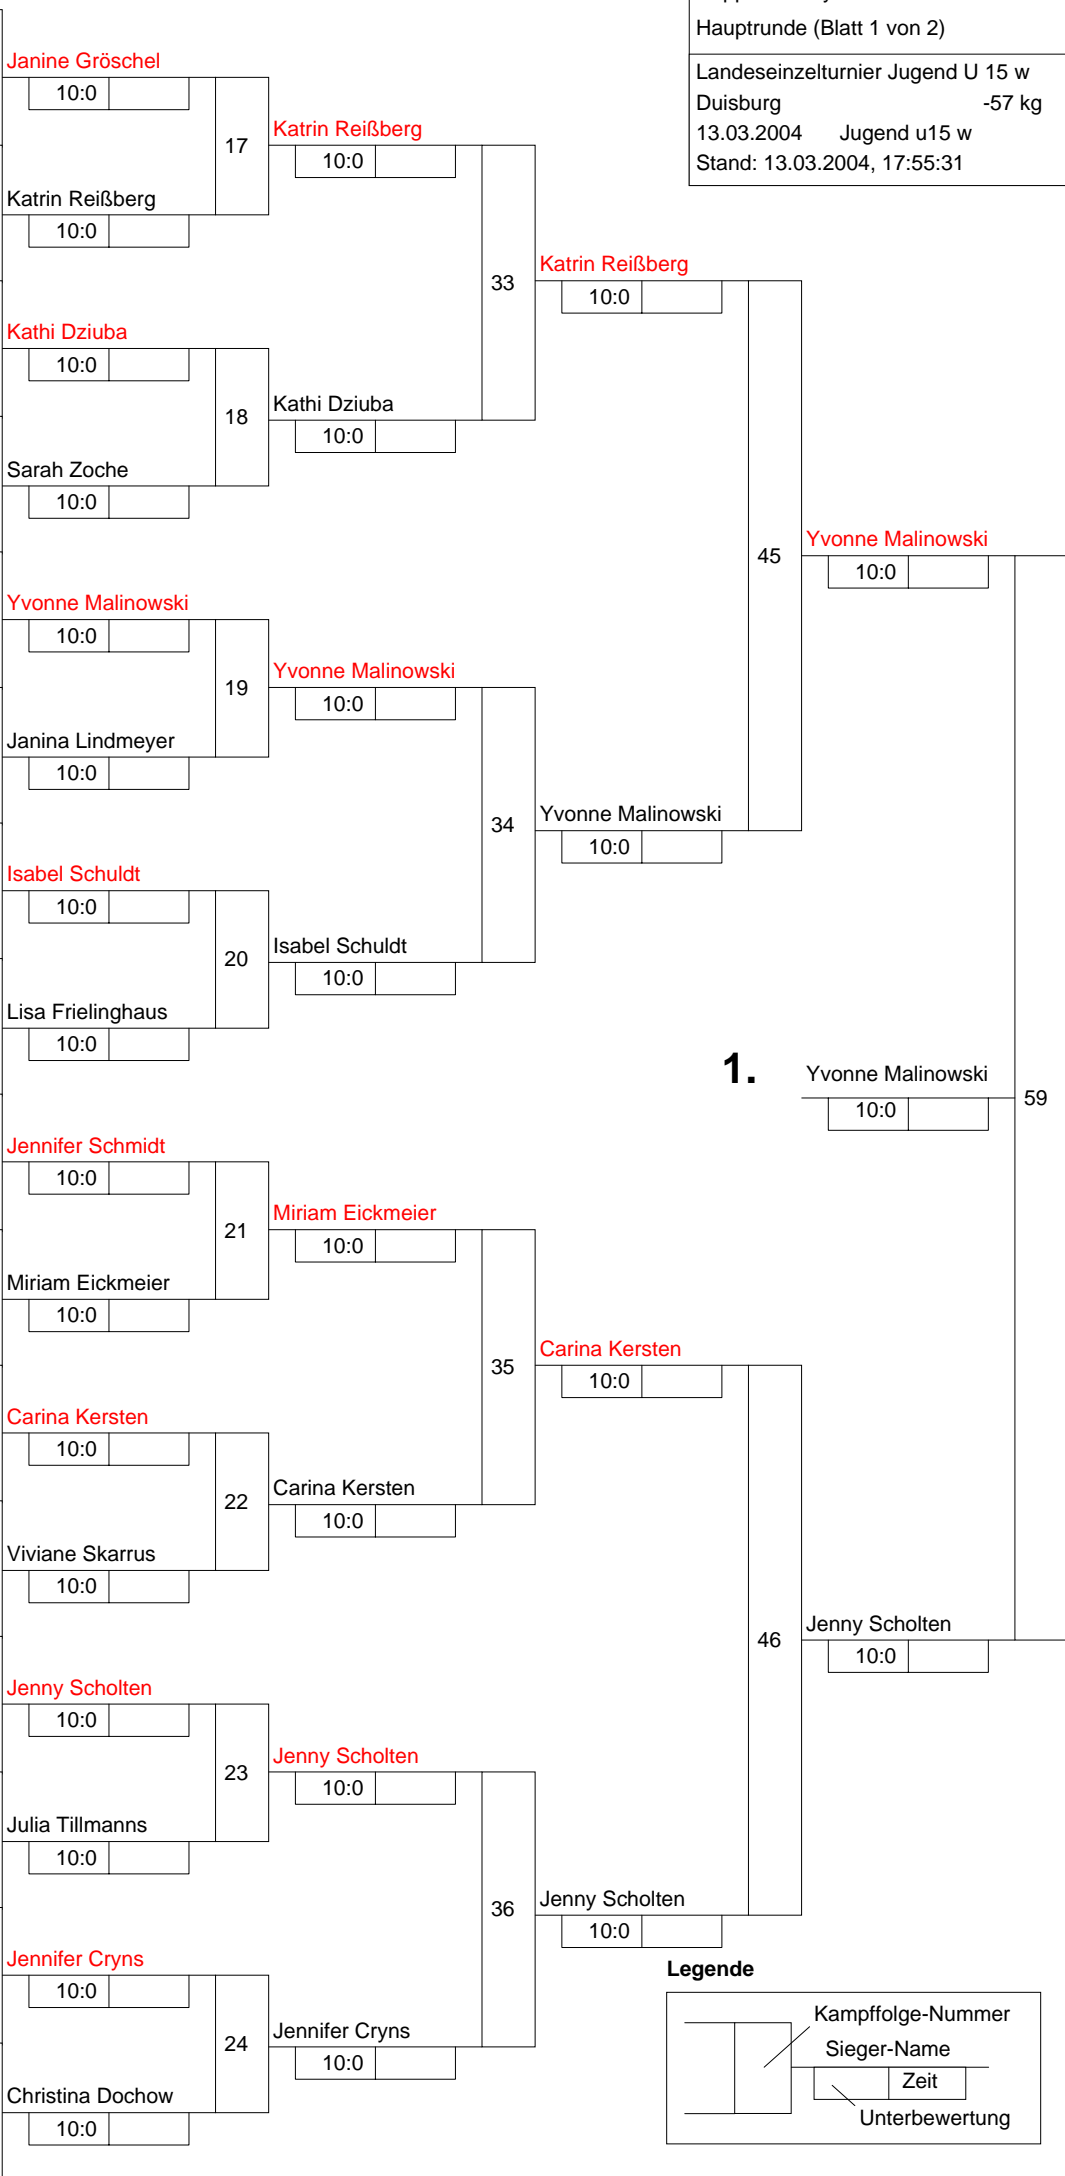 Hauptrunde (Blatt 1 von 2)
Landeseinzelturnier Jugend U 15 w
Duisburg -57 kg
13.03.2004 Jugend u15 w
Stand: 13.03.2004, 17:55:31
Janine Gröschel
10:0
17
Katrin Reißberg
10:0
Katrin Reißberg
10:0
33
Katrin Reißberg
10:0
Kathi Dziuba
10:0
18
Kathi Dziuba
10:0
Sarah Zoche
10:0
45
Yvonne Malinowski
10:0
Yvonne Malinowski
10:0
19
Yvonne Malinowski
10:0
Janina Lindmeyer
10:0
34
Yvonne Malinowski
10:0
Isabel Schuldt
10:0
20
Isabel Schuldt
10:0
Lisa Frielinghaus
10:0
1. Yvonne Malinowski
10:0
59
Jennifer Schmidt
10:0
21
Miriam Eickmeier
10:0
Miriam Eickmeier
10:0
35
Carina Kersten
10:0
Carina Kersten
10:0
22
Carina Kersten
10:0
Viviane Skarrus
10:0
46
Jenny Scholten
10:0
Jenny Scholten
10:0
23
Jenny Scholten
10:0
Julia Tillmanns
10:0
36
Jenny Scholten
10:0
Jennifer Cryns
10:0
24
Jennifer Cryns
10:0
Christina Dochow
10:0
Legende
Kampffolge-Nummer
Sieger-Name
Zeit
Unterbewertung